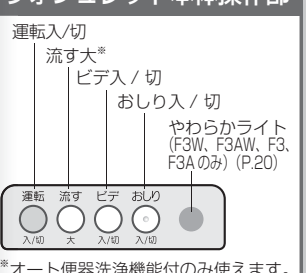 ウォシュレット本体操作部
運転入/切
流す大※
ビデ入 / 切
おしり入 / 切
やわらかライト
(F3W、F3AW、F3、
F3Aのみ) (P.20)
運転 流す ビデ おしり
入/切 大 入/切 入/切
※オート便器洗浄機能付のみ使えます。